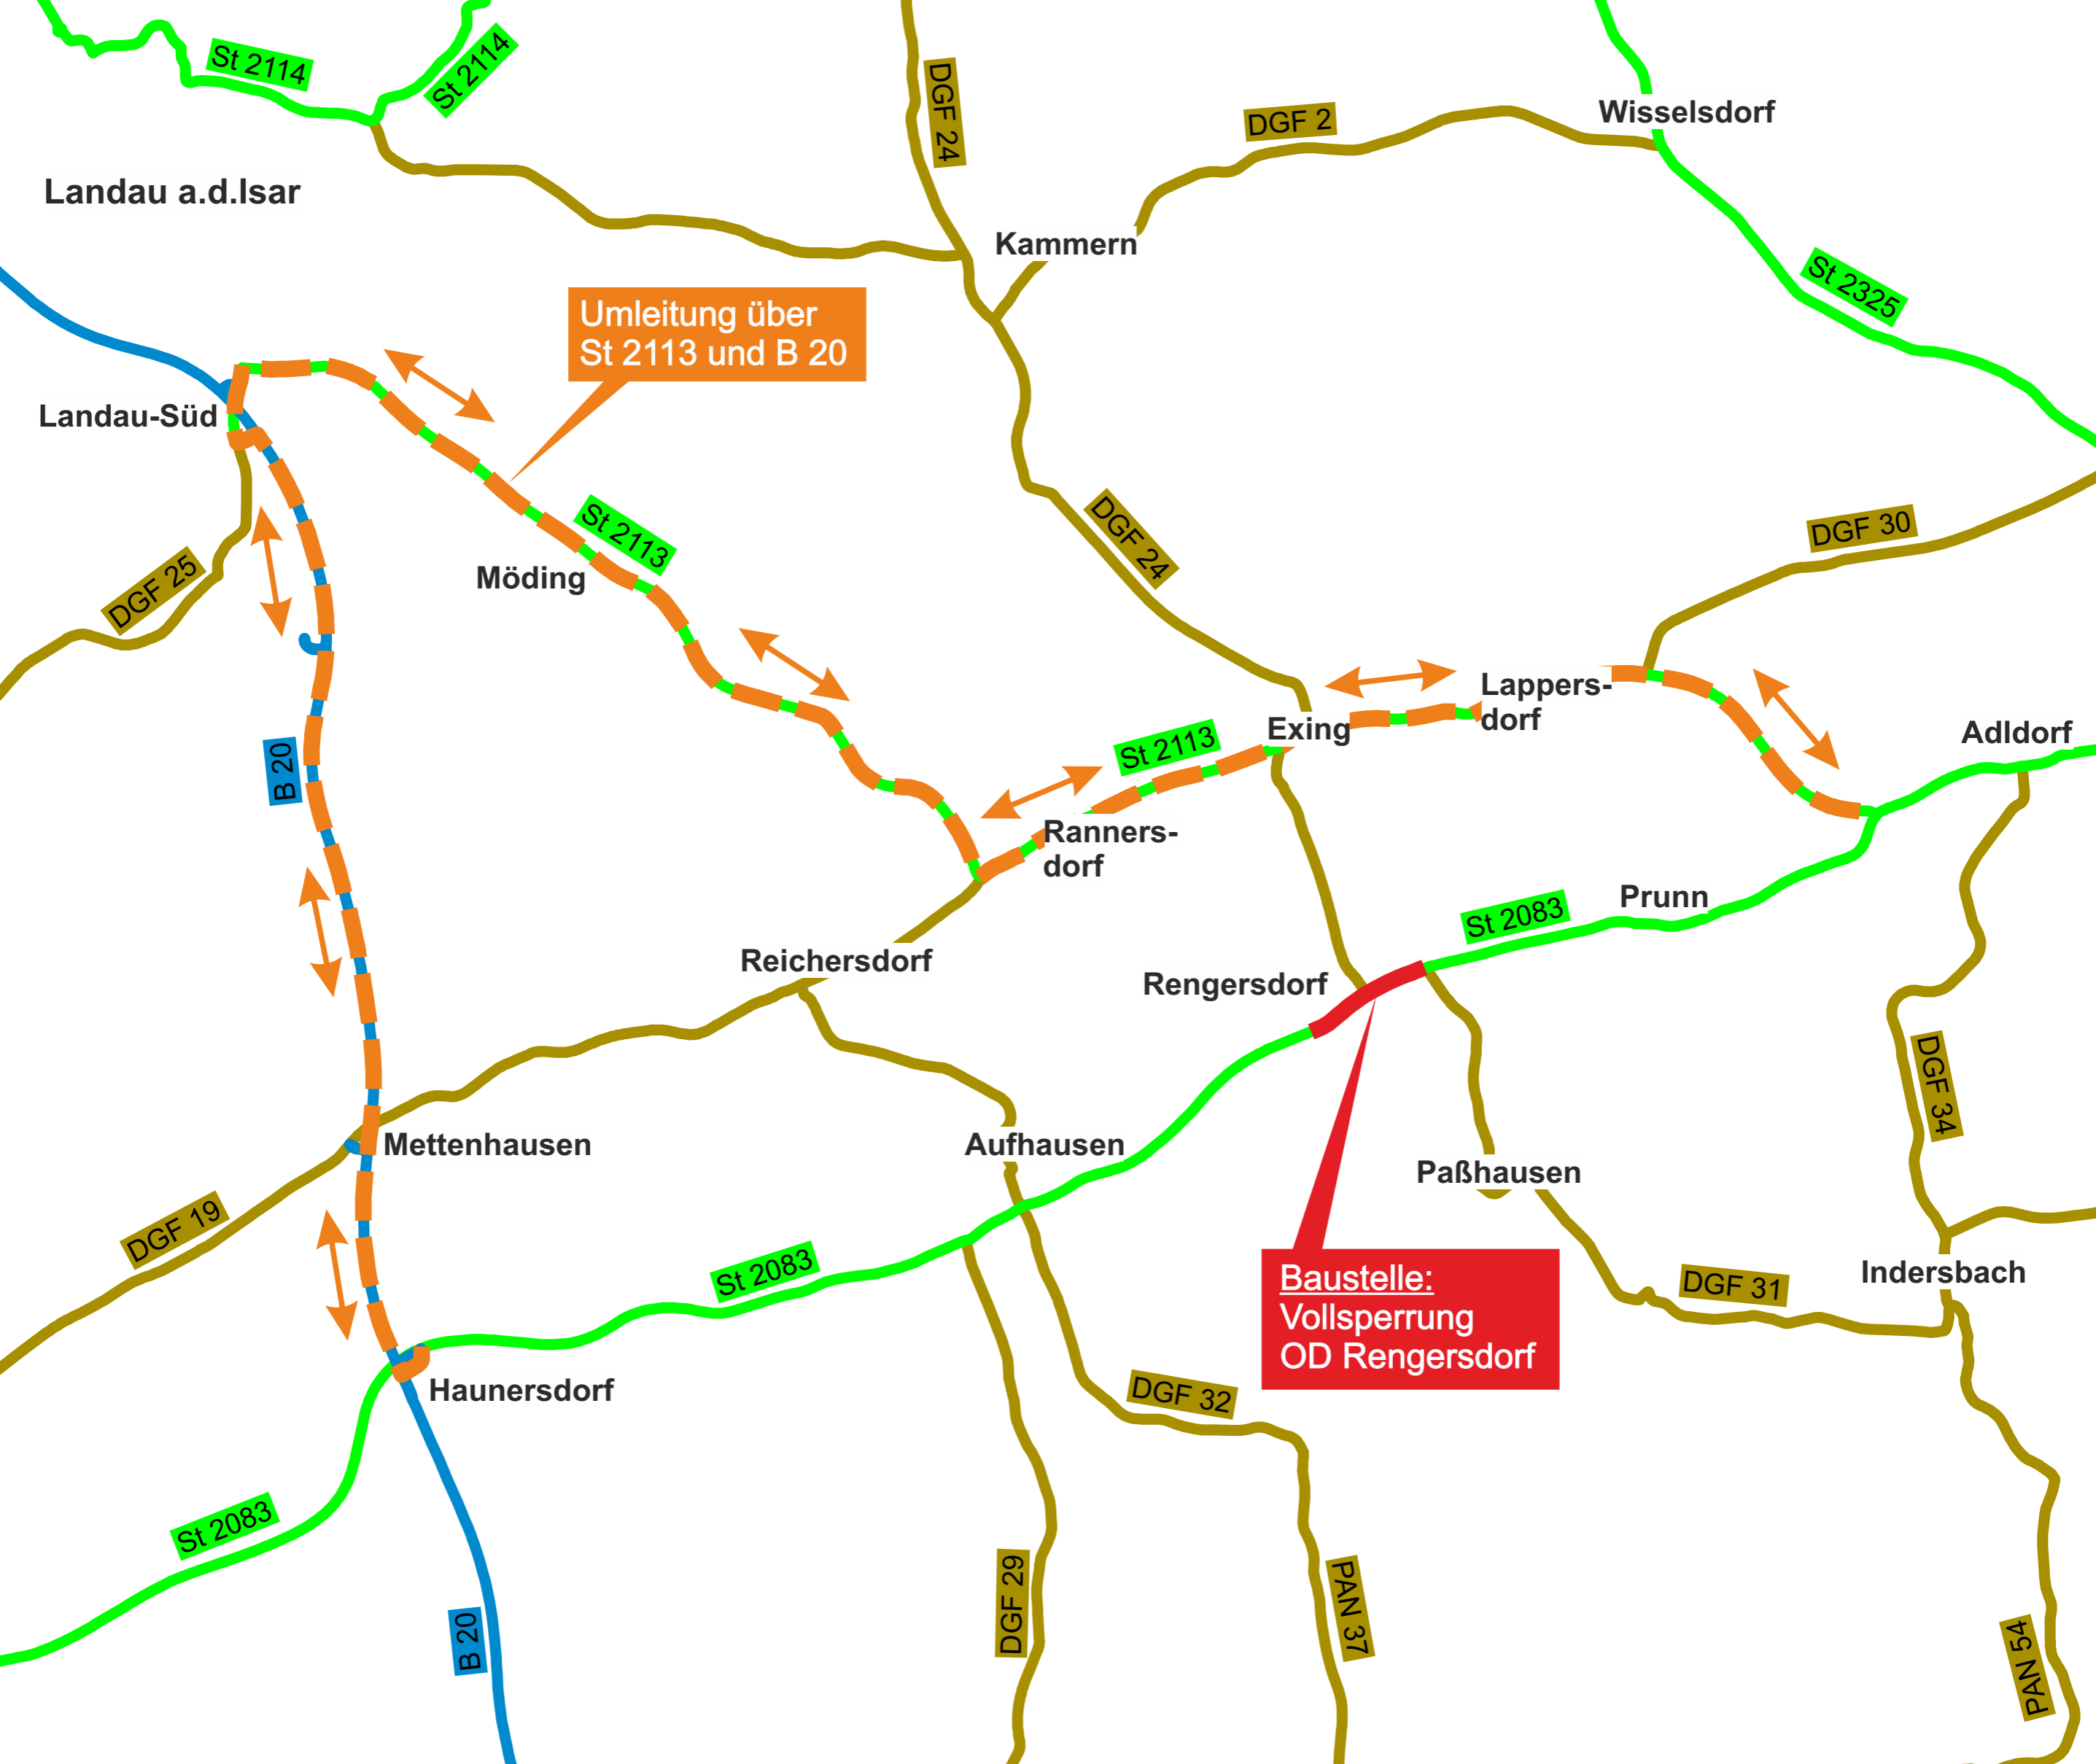 St 2114
St 2114
DGF 24
DGF 2
Wisselsdorf
Landau a.d.Isar
Kammern
St 2325
Umleitung über
St 2113 und B 20
Landau-Süd
DGF 25
St 2113
Möding
DGF 24
DGF 30
Lappers-
dorf
Exing
Adldorf
St 2113
B 20
Ranners-
dorf
Prunn
St 2083
Reichersdorf
Rengersdorf
DGF 34
Mettenhausen
Aufhausen
Paßhausen
DGF 19
St 2083
Indersbach
DGF 31
Baustelle:
Vollsperrung
OD Rengersdorf
Haunersdorf
DGF 32
St 2083
B 20
DGF 29
PAN 37
PAN 54